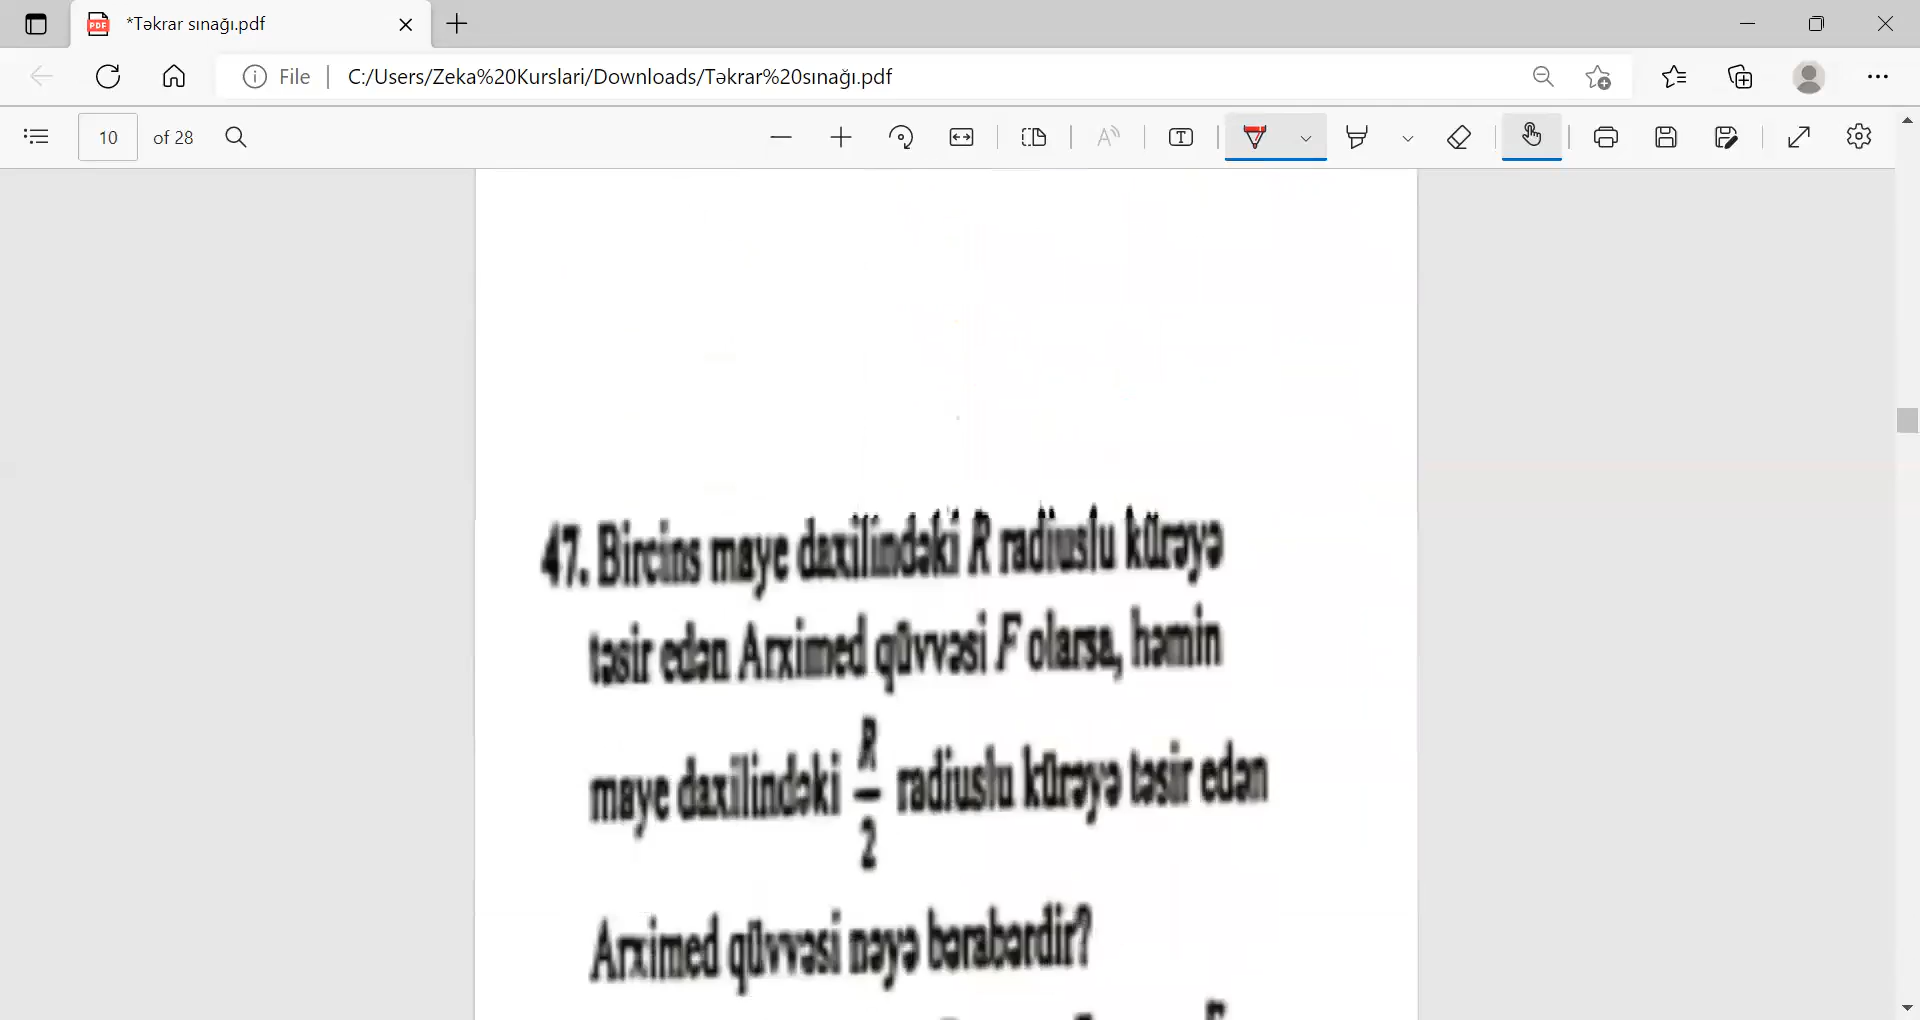 *Təkrar sınağı.pdf
File
C:/Users/Zeka%20Kurslari/Downloads/Təkrar%20sınağı.pdf
10 of 28
47. Bircins maye daxilindəki R radiuslu kürəyə
təsir edən Arximed qüvvəsi F olarsa, həmin
maye daxilindəki R/2 radiuslu kürəyə təsir edən
Arximed qüvvəsi nəyə bərabərdir?